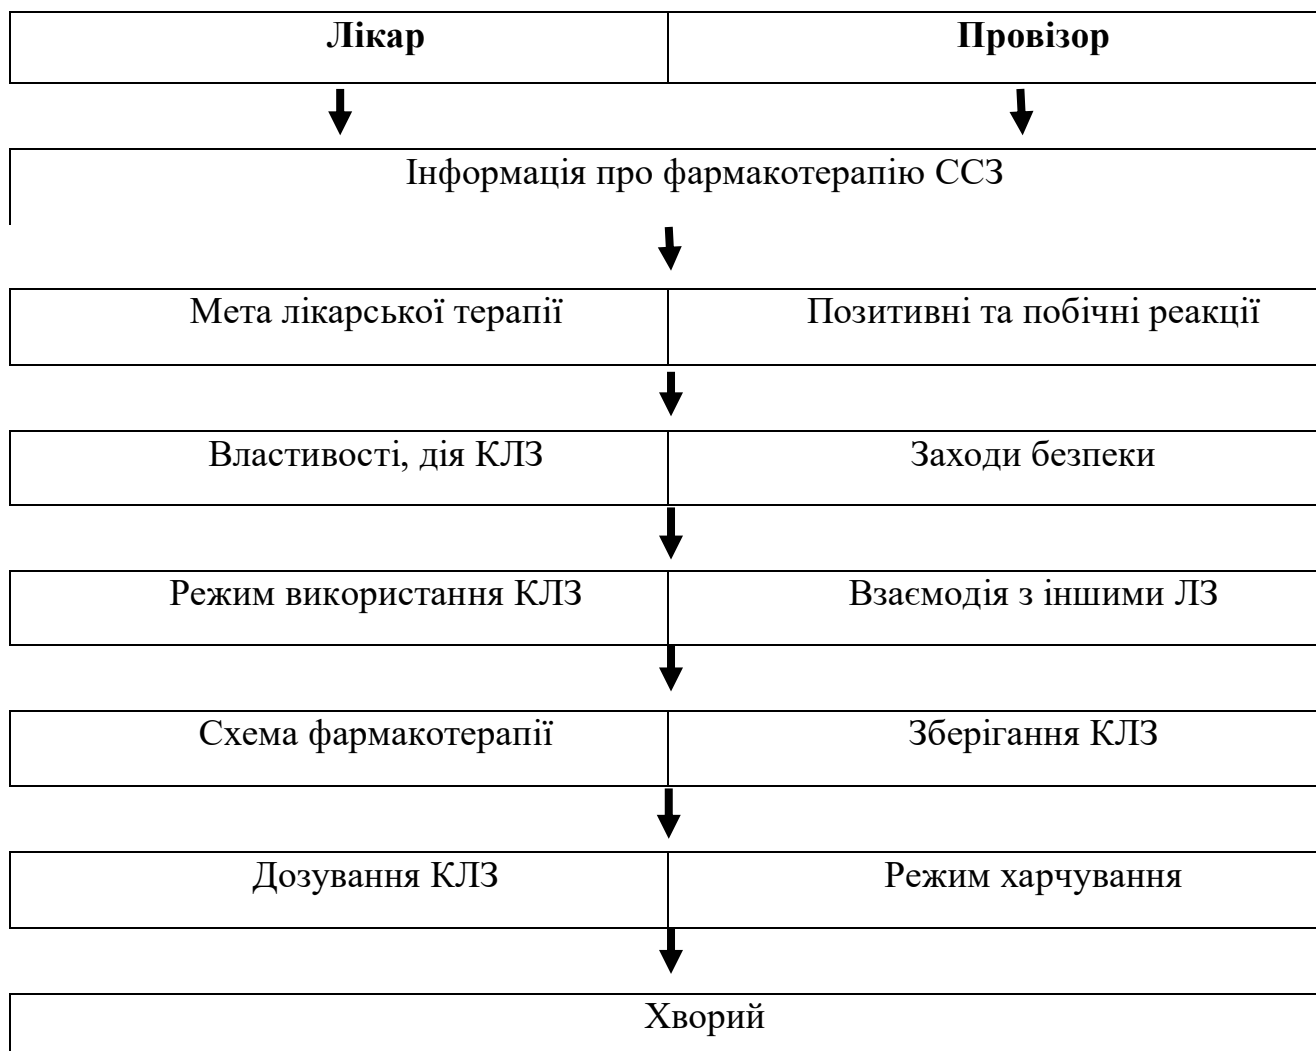 Лікар
Провізор
Інформація про фармакотерапію ССЗ
Мета лікарської терапії
Позитивні та побічні реакції
Властивості, дія КЛЗ
Заходи безпеки
Режим використання КЛЗ
Взаємодія з іншими ЛЗ
Схема фармакотерапії
Зберігання КЛЗ
Дозування КЛЗ
Режим харчування
Хворий